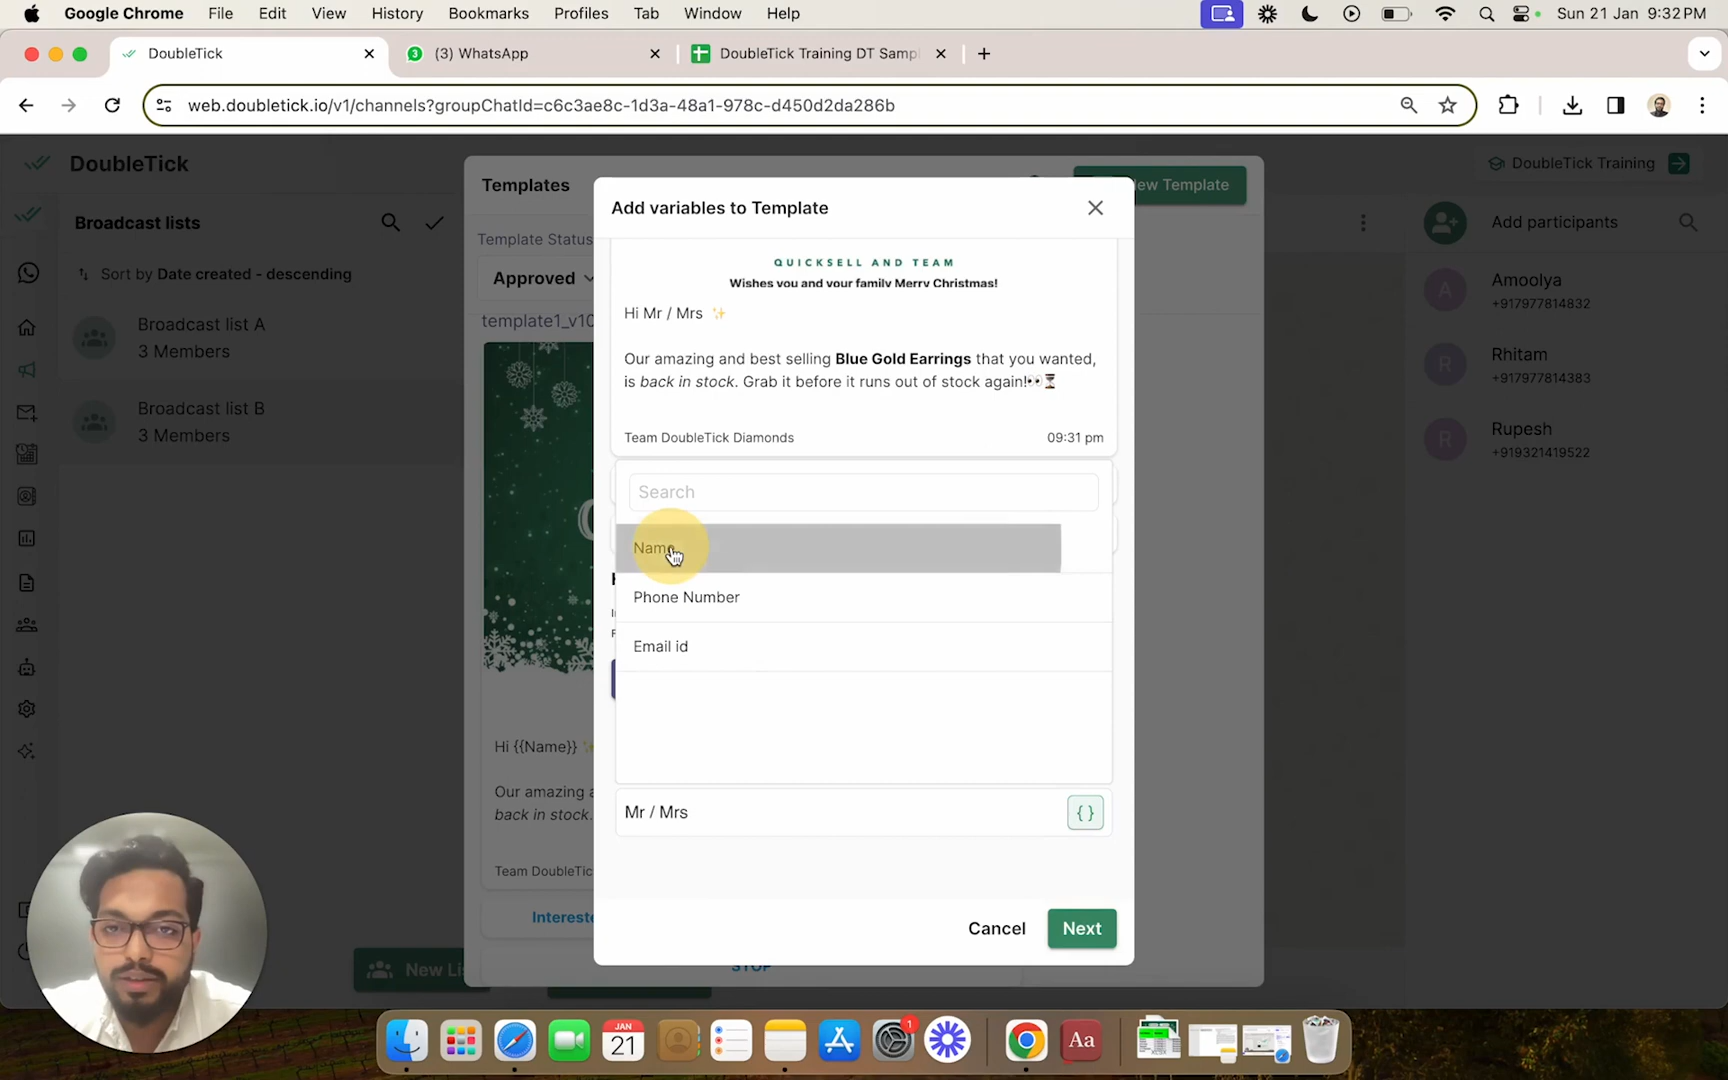 Google Chrome File Edit View History Bookmarks Profiles Tab Window Help Sun 21 Jan 9:32 PM
DoubleTick
(3) WhatsApp
DoubleTick Training DT Samp
web.doubletick.io/v1/channels?groupChatId=c6c3ae8c-1d3a-48a1-978c-d450d2da286b
DoubleTick
DoubleTick Training
Broadcast lists
Sort by Date created - descending
Broadcast list A
3 Members
Broadcast list B
3 Members
New Li
Templates
ew Template
Template Status
Approved
template1_v10
Hi {{Name}}
Our amazing a
back in stock.
Team DoubleTic
Intereste
STOP
Add variables to Template
QUICKSELL AND TEAM
Wishes you and your family Merry Christmas!
Hi Mr / Mrs ✨
Our amazing and best selling Blue Gold Earrings that you wanted,
is back in stock. Grab it before it runs out of stock again!👀⏳
Team DoubleTick Diamonds 09:31 pm
Search
Name
Phone Number
Email id
Mr / Mrs
{ }
Cancel
Next
Add participants
A
Amoolya
+917977814832
R
Rhitam
+917977814383
R
Rupesh
+919321419522
JAN
21
1
Aa